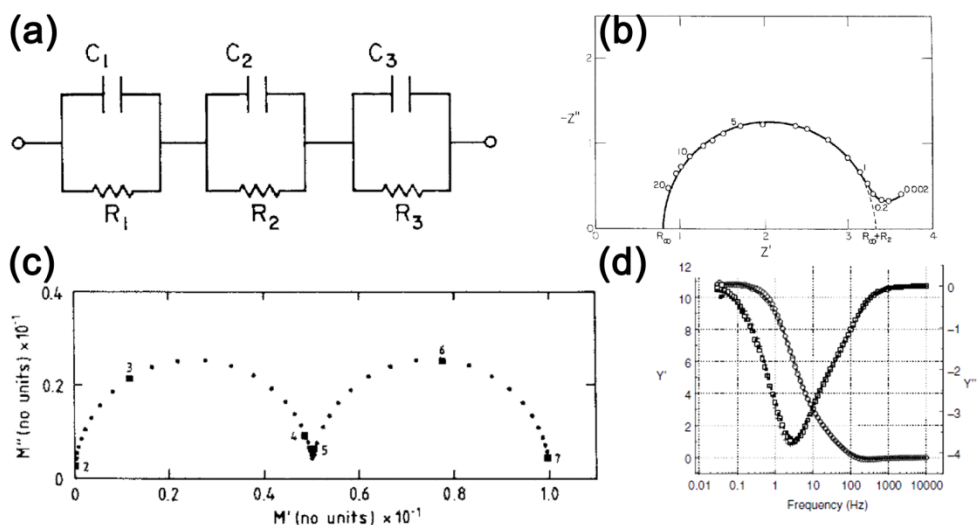 (a)
C1 C2 C3
R1 R2 R3
(b)
2
-Z"
1
0
5
10
20
1
0.2
0.002
0 1 2 3 4
R∞ R∞+R2
Z'
(c)
0.4
0.2
0
M" (no units) × 10⁻¹
2 3 4 5 6 7
0 0.2 0.4 0.6 0.8 1.0
M' (no units) × 10⁻¹
(d)
12
10
8
6
4
2
0
Y'
0
−1
−2
−3
−4
Y"
0.01 0.1 1 10 100 1000 10000
Frequency (Hz)